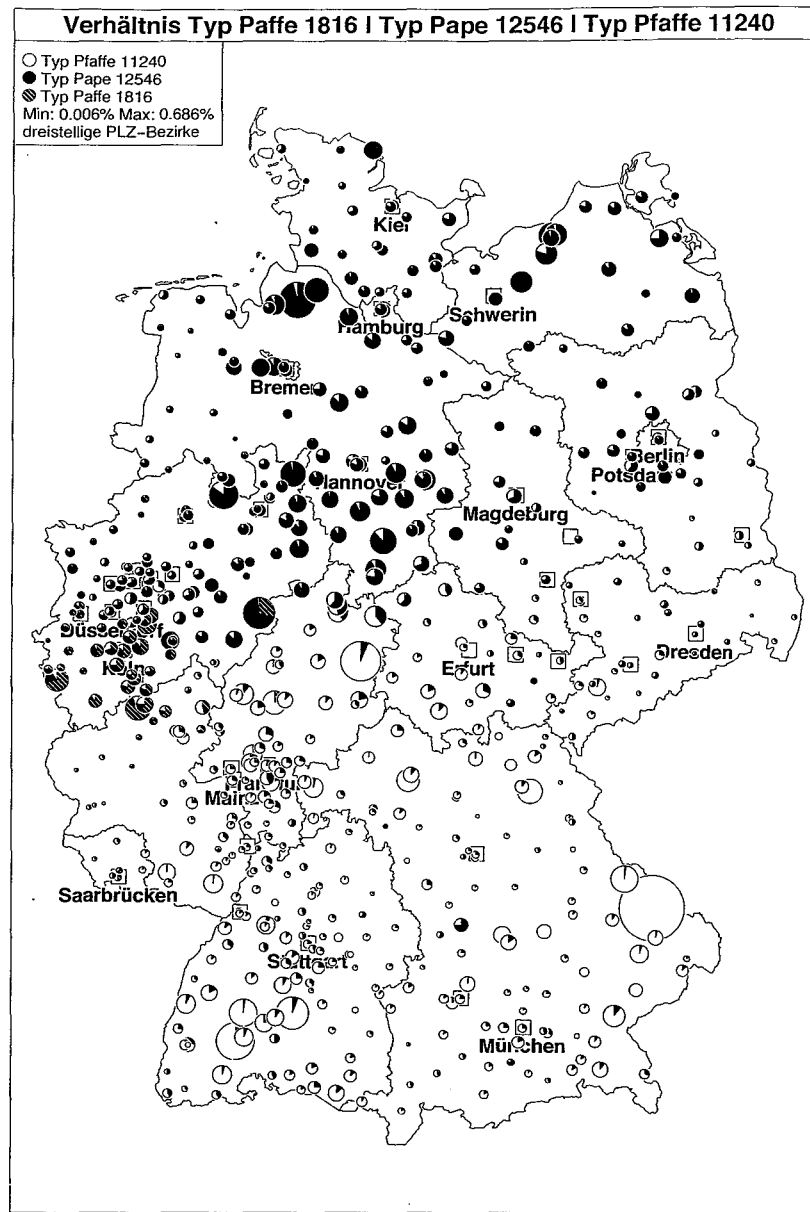 Verhältnis Typ Paffe 1816 I Typ Pape 12546 I Typ Pfaffe 11240
Typ Pfaffe 11240
Typ Pape 12546
Typ Paffe 1816
Min: 0.006% Max: 0.686%
dreistellige PLZ-Bezirke
Kiel
Hamburg
Schwerin
Bremen
Hannover
Berlin
Potsda
Magdeburg
Düsseldorf
Köln
Erfurt
Dresden
Frankfu
Mainz
Saarbrücken
Stuttgart
München